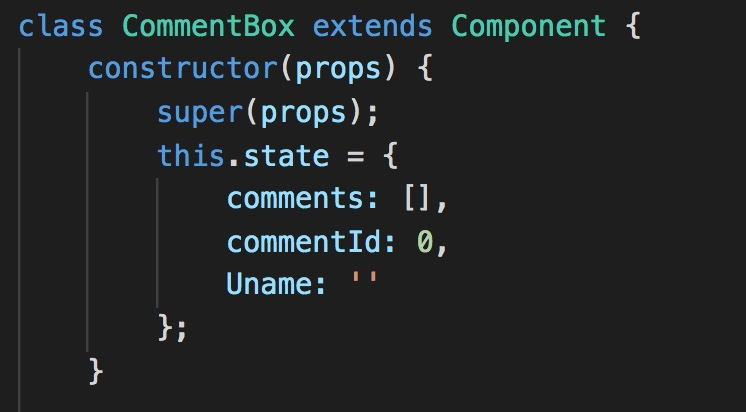 class CommentBox extends Component {
constructor(props) {
super(props);
this.state = {
comments: [],
commentId: 0,
Uname: ''
};
}